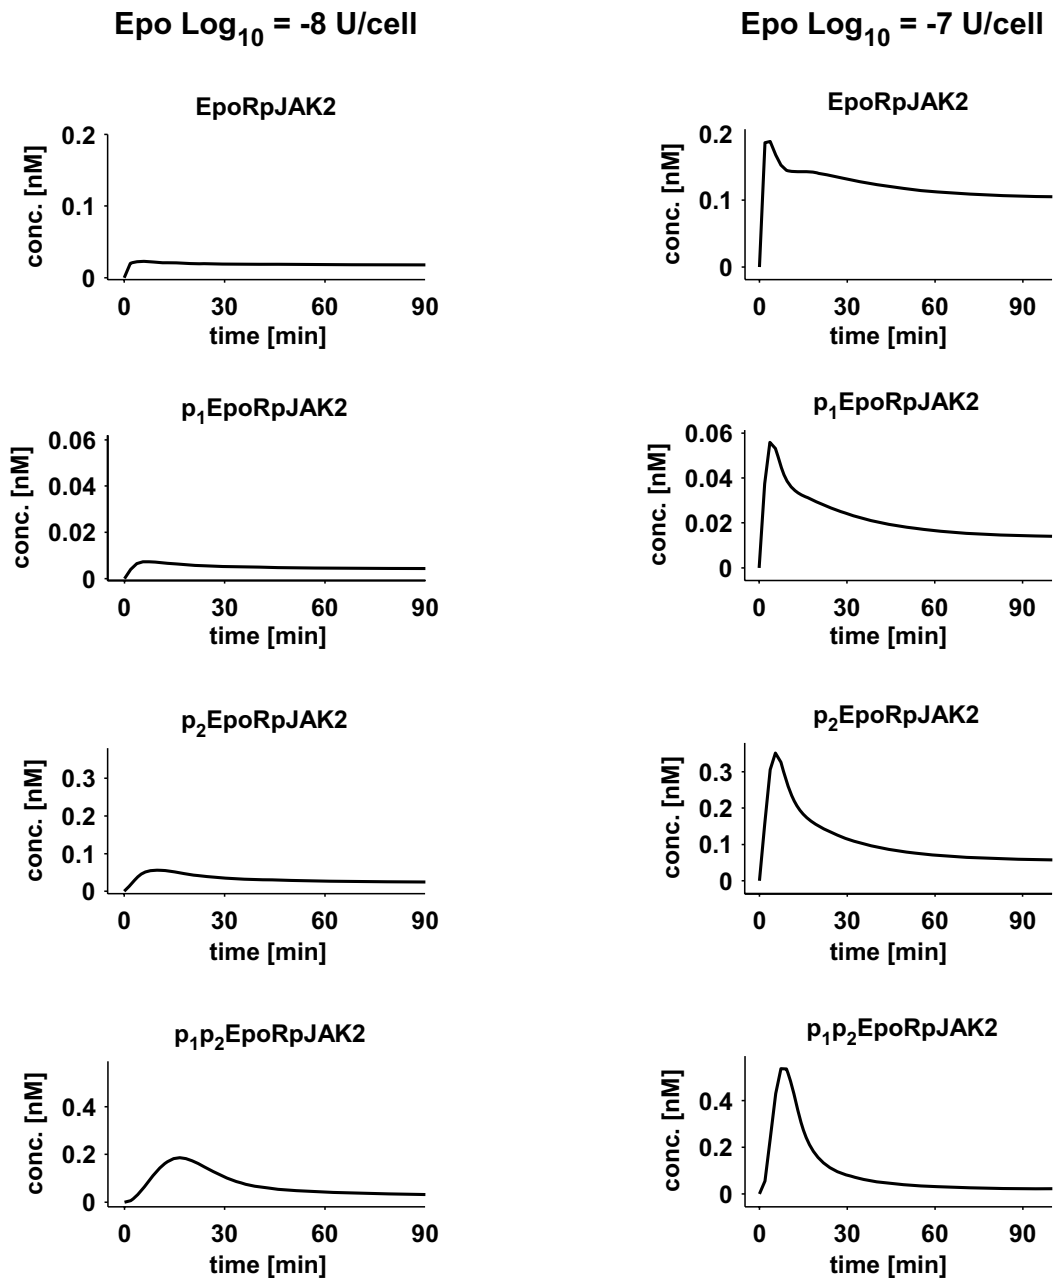 Epo Log10 = -8 U/cell
Epo Log10 = -7 U/cell
EpoRpJAK2
conc. [nM]
0.2
0.1
0
0 30 60 90
time [min]
EpoRpJAK2
conc. [nM]
0.2
0.1
0
0 30 60 90
time [min]
p1EpoRpJAK2
conc. [nM]
0.06
0.04
0.02
0
0 30 60 90
time [min]
p1EpoRpJAK2
conc. [nM]
0.06
0.04
0.02
0
0 30 60 90
time [min]
p2EpoRpJAK2
conc. [nM]
0.3
0.2
0.1
0
0 30 60 90
time [min]
p2EpoRpJAK2
conc. [nM]
0.3
0.2
0.1
0
0 30 60 90
time [min]
p1p2EpoRpJAK2
conc. [nM]
0.4
0.2
0
0 30 60 90
time [min]
p1p2EpoRpJAK2
conc. [nM]
0.4
0.2
0
0 30 60 90
time [min]